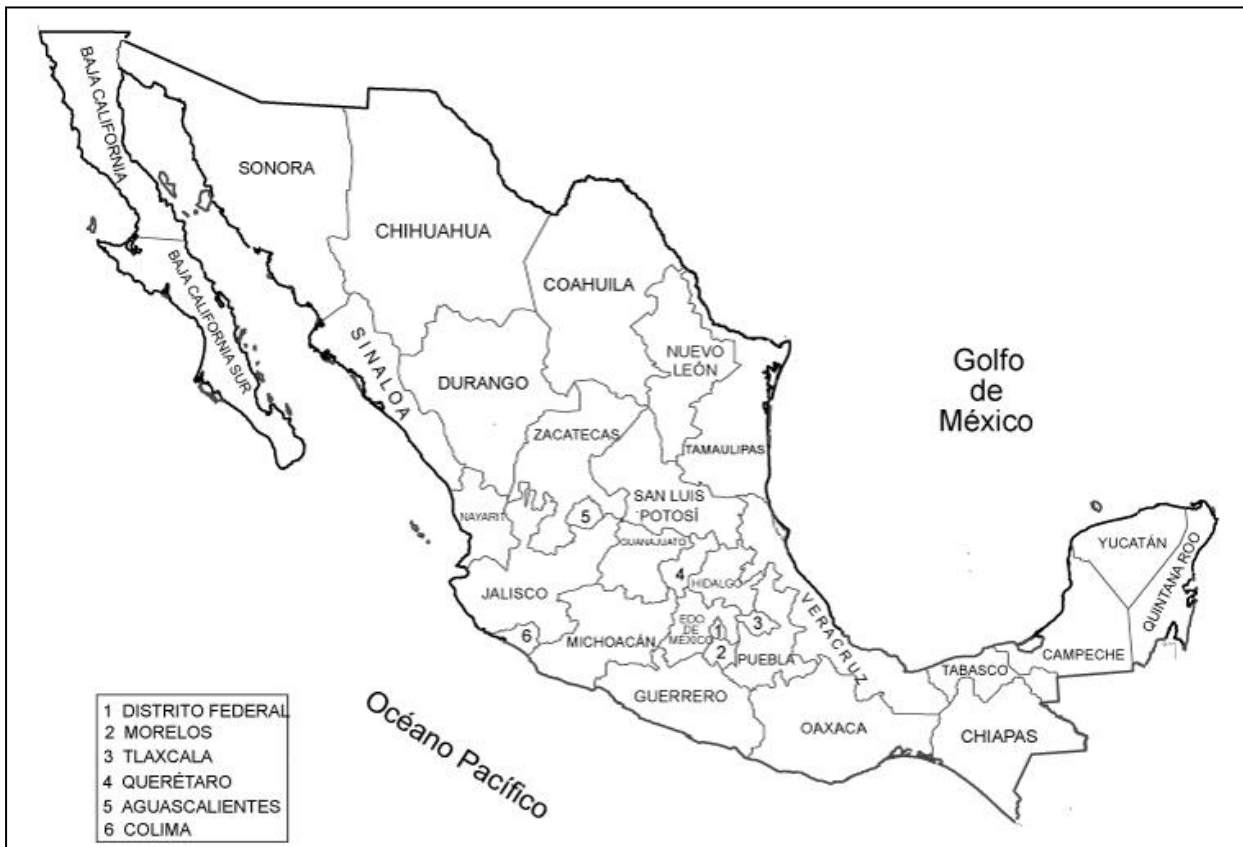 BAJA CALIFORNIA
SONORA
CHIHUAHUA
COAHUILA
BAJA CALIFORNIA SUR
SINALOA
NUEVO
LEÓN
DURANGO
Golfo
de
México
ZACATECAS
TAMAULIPAS
SAN LUIS
POTOSÍ
NAYARIT
5
GUANAJUATO
YUCATÁN
QUINTANA ROO
4
HIDALGO
JALISCO
VERACRUZ
EDO
DE
MÉXICO
1
3
6
MICHOACÁN
2
PUEBLA
CAMPECHE
TABASCO
GUERRERO
OAXACA
CHIAPAS
Océano Pacífico
1 DISTRITO FEDERAL
2 MORELOS
3 TLAXCALA
4 QUERÉTARO
5 AGUASCALIENTES
6 COLIMA